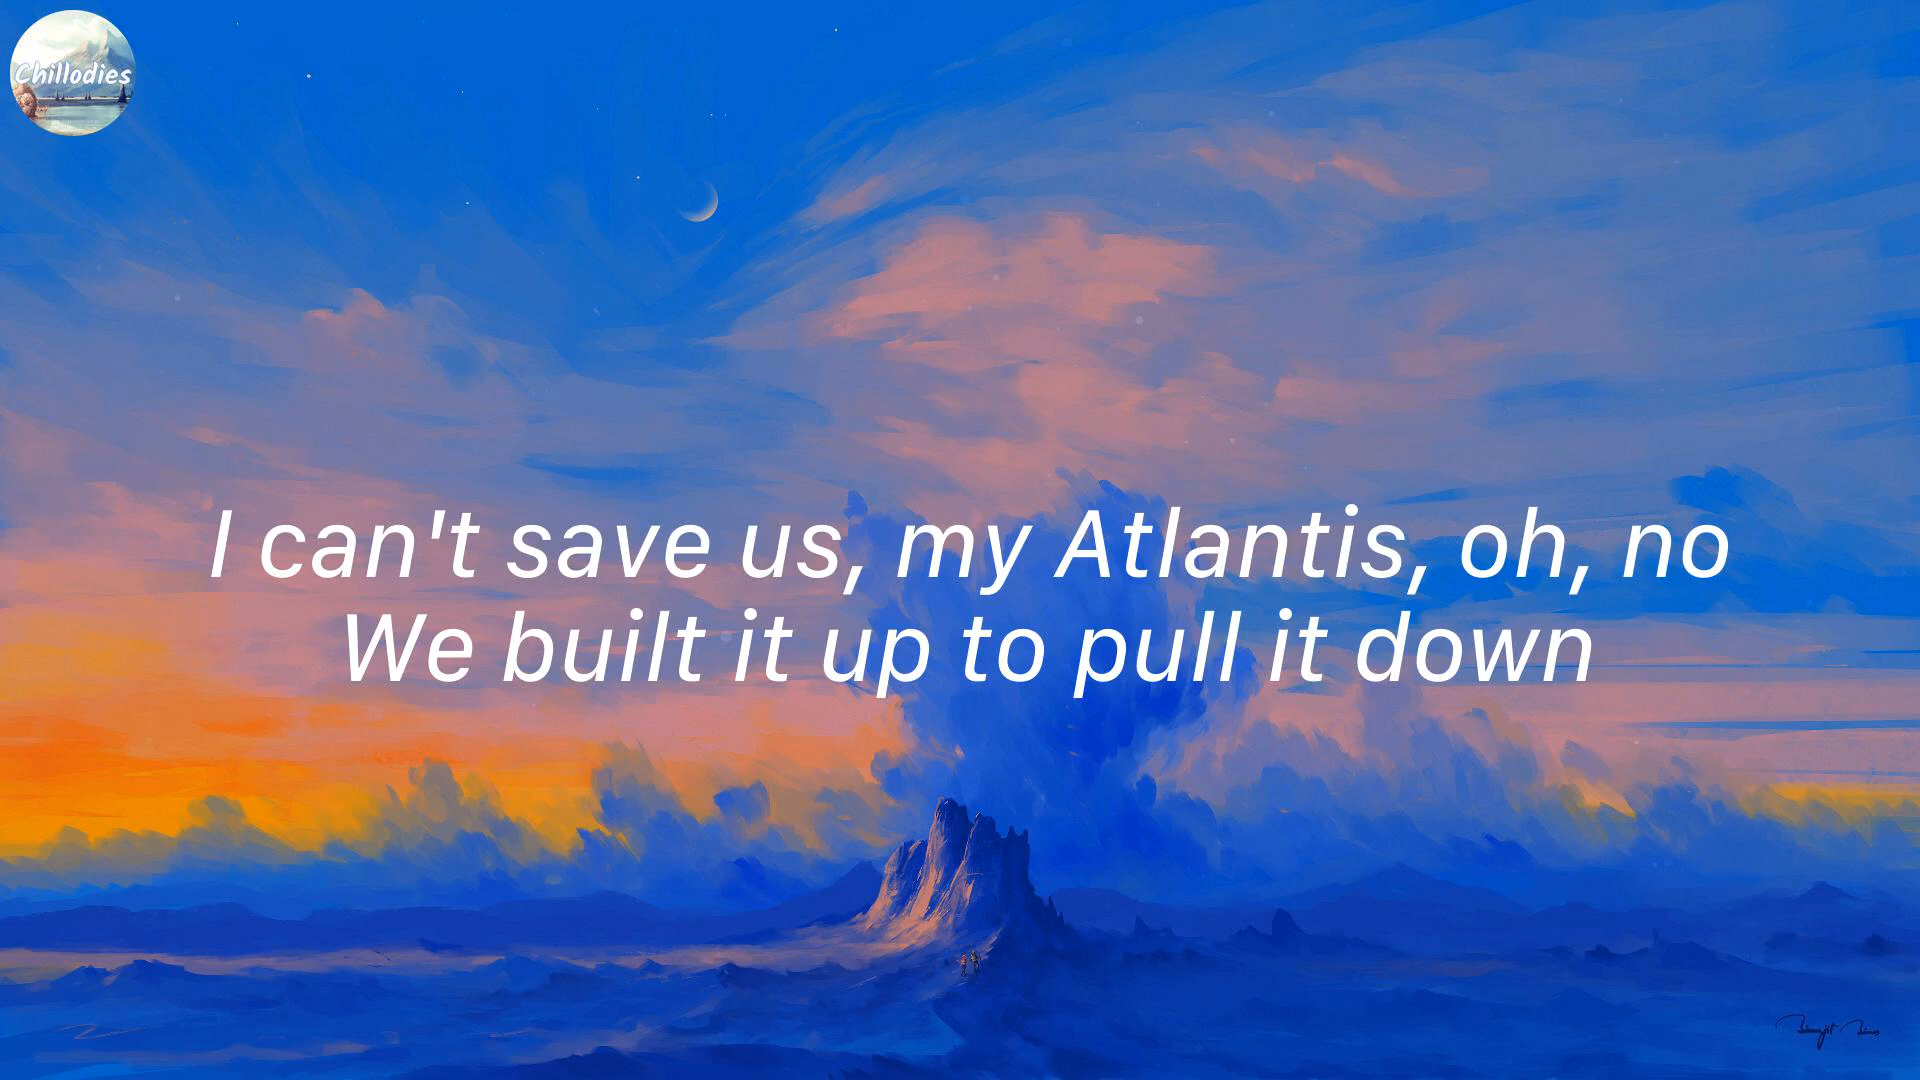 Chillodies
I can't save us, my Atlantis, oh, no
We built it up to pull it down